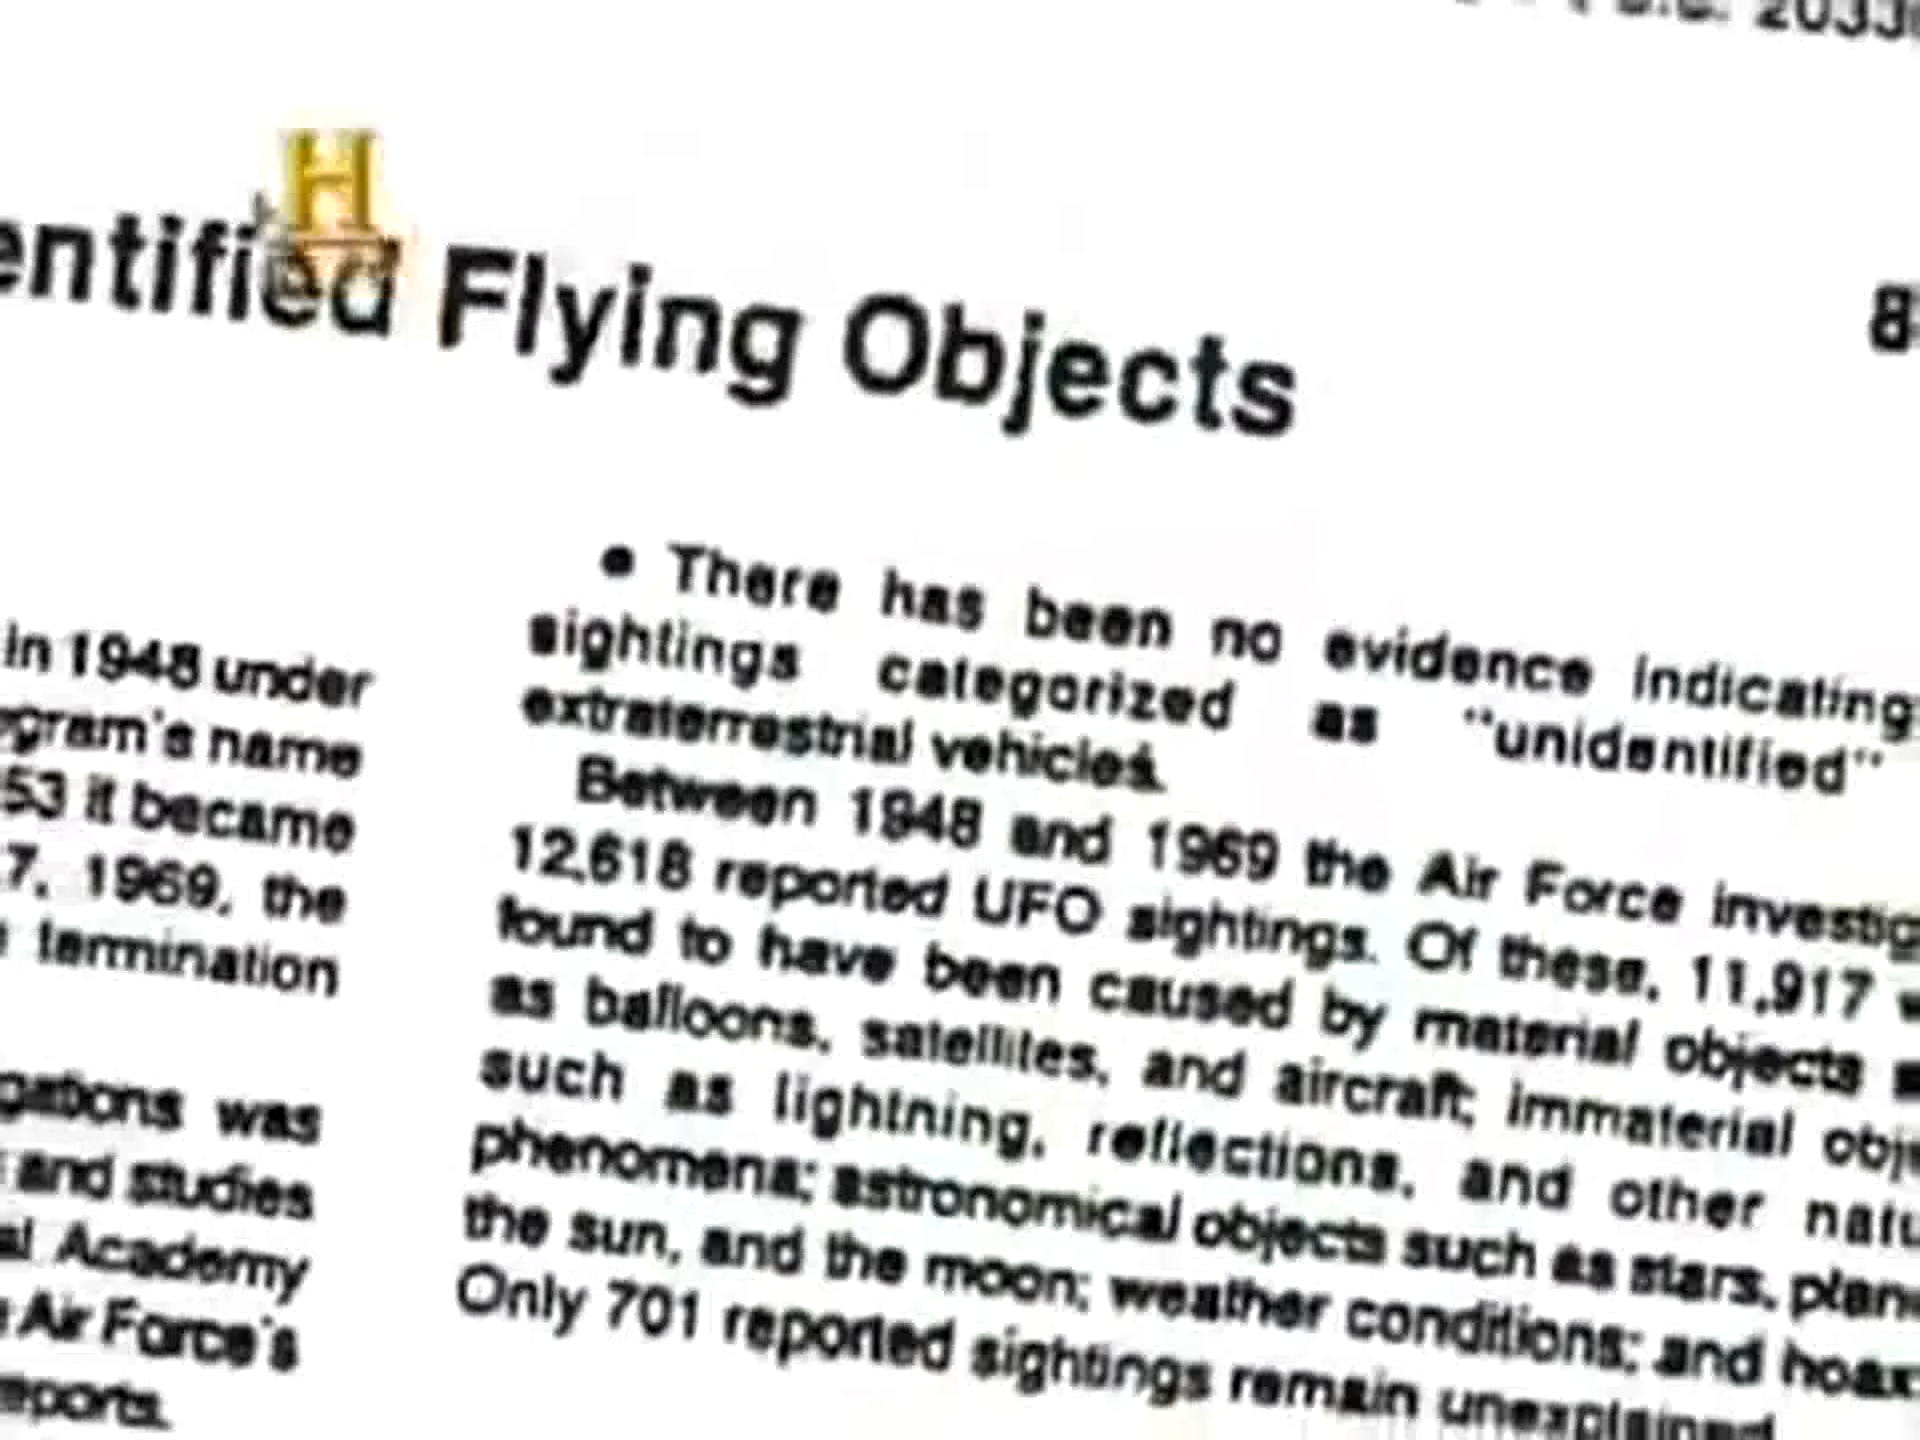 H
entified Flying Objects
in 1948 under
ogram's name
53 it became
7, 1969, the
termination
gations was
and studies
al Academy
Air Force's
eports.
• There has been no evidence indicating
sightings categorized as "unidentified"
extraterrestrial vehicles.
Between 1948 and 1969 the Air Force investig
12,618 reported UFO sightings. Of these, 11,917 w
found to have been caused by material objects
as balloons, satellites, and aircraft; immaterial obje
such as lightning, reflections, and other natu
phenomena; astronomical objects such as stars, plan
the sun, and the moon; weather conditions; and hoax
Only 701 reported sightings remain unexplained